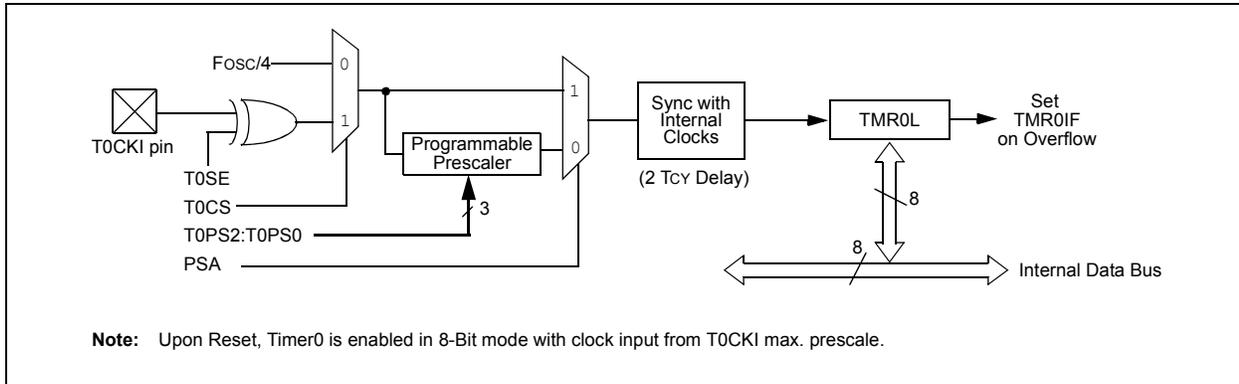 FOSC/4
0
1
T0CKI pin
T0SE
T0CS
T0PS2:T0PS0
PSA
Programmable
Prescaler
3
1
0
Sync with
Internal
Clocks
(2 TCY Delay)
TMR0L
Set
TMR0IF
on Overflow
8
8
Internal Data Bus
Note: Upon Reset, Timer0 is enabled in 8-Bit mode with clock input from T0CKI max. prescale.